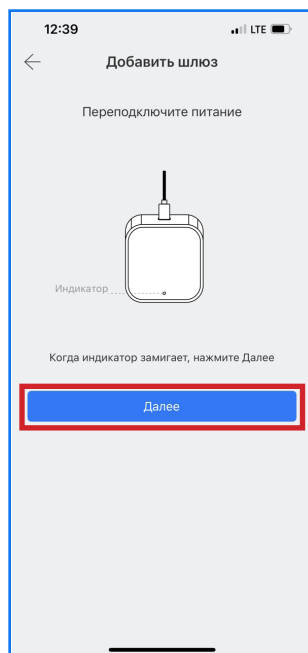 12:39 LTE
Добавить шлюз
Переподключите питание
Индикатор
Когда индикатор замигает, нажмите Далее
Далее